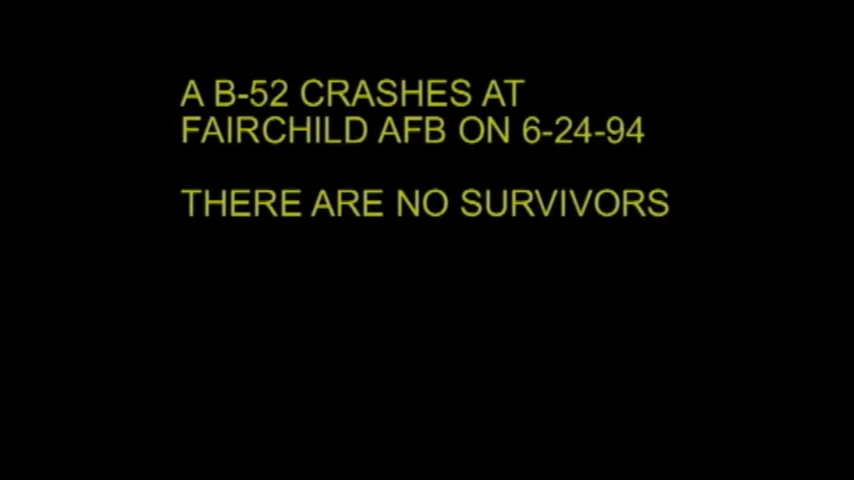 A B-52 CRASHES AT
FAIRCHILD AFB ON 6-24-94
THERE ARE NO SURVIVORS